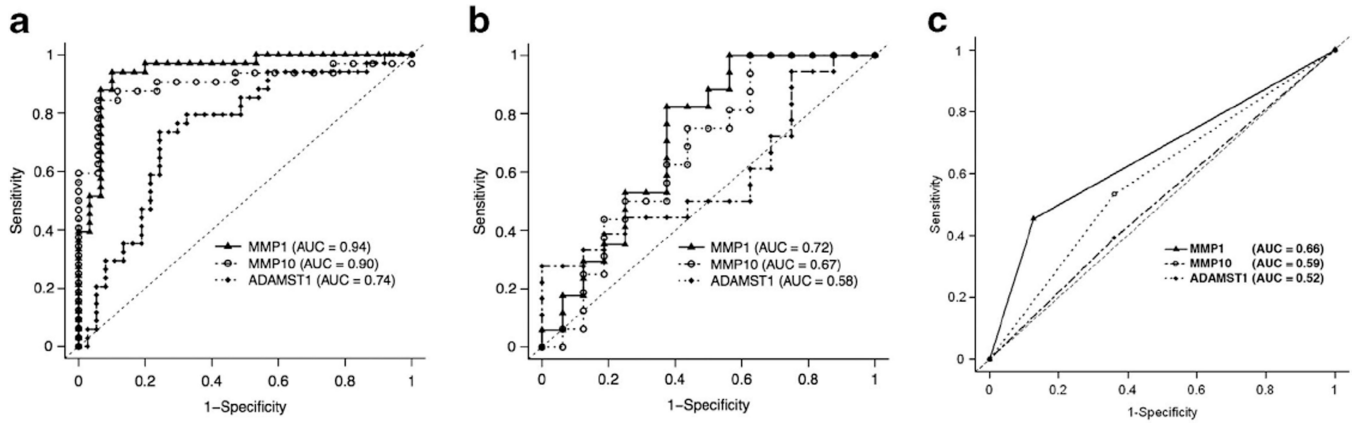 a
1
0.8
0.6
0.4
0.2
0
Sensitivity
MMP1 (AUC = 0.94)
MMP10 (AUC = 0.90)
ADAMST1 (AUC = 0.74)
0 0.2 0.4 0.6 0.8 1
1−Specificity
b
1
0.8
0.6
0.4
0.2
0
Sensitivity
MMP1 (AUC = 0.72)
MMP10 (AUC = 0.67)
ADAMST1 (AUC = 0.58)
0 0.2 0.4 0.6 0.8 1
1−Specificity
c
1
0.8
0.6
0.4
0.2
0
Sensitivity
MMP1 (AUC = 0.66)
MMP10 (AUC = 0.59)
ADAMST1 (AUC = 0.52)
0 0.2 0.4 0.6 0.8 1
1-Specificity